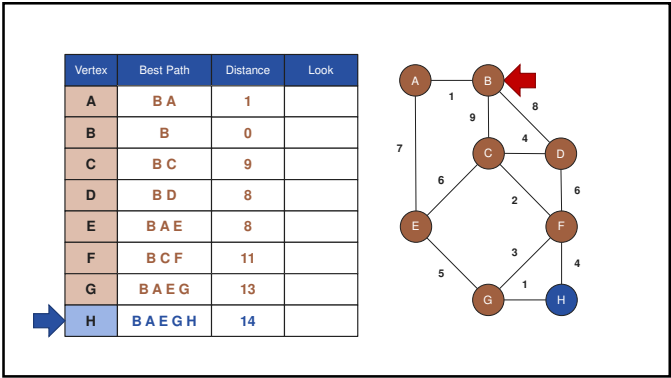 Vertex Best Path Distance Look
A B A 1
B B 0
C B C 9
D B D 8
E B A E 8
F B C F 11
G B A E G 13
H B A E G H 14
A B
1
8
9
4
7
C D
6
6
2
E F
3
4
5
1
G H